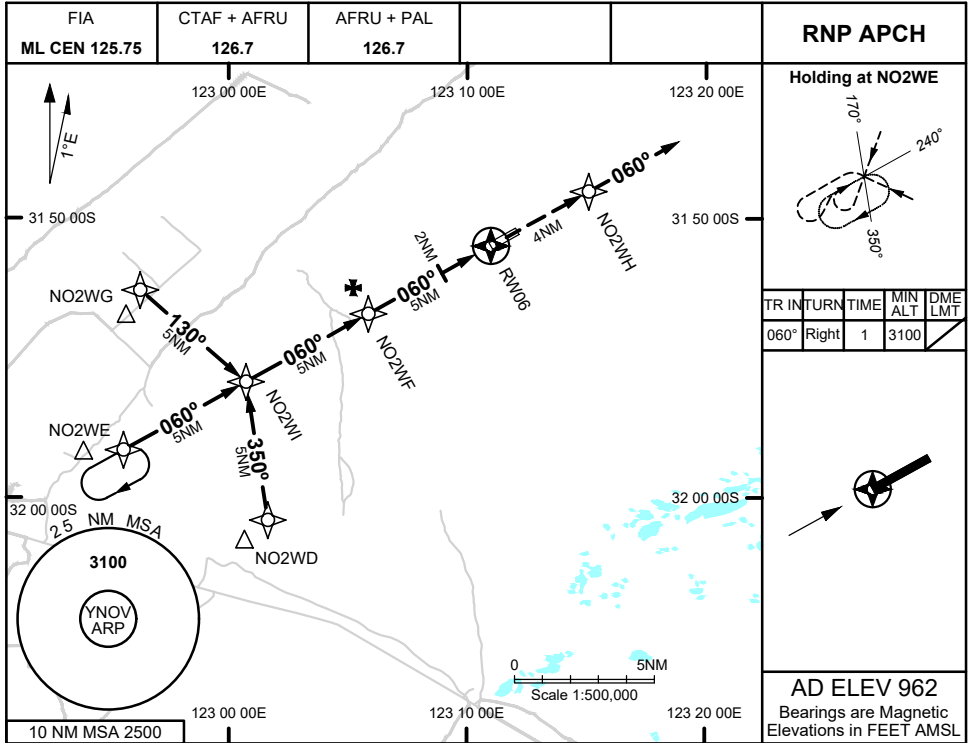 FIA
ML CEN 125.75
CTAF + AFRU
126.7
AFRU + PAL
126.7
RNP APCH
123 00 00E
123 10 00E
123 20 00E
1°E
31 50 00S
31 50 00S
060°
NO2WH
4NM
RW06
2NM
060°
5NM
NO2WF
060°
5NM
NO2WI
NO2WG
130°
5NM
NO2WE
060°
5NM
350°
5NM
NO2WD
32 00 00S
32 00 00S
25 NM MSA
3100
YNOV
ARP
0 5NM
Scale 1:500,000
123 00 00E
123 10 00E
123 20 00E
10 NM MSA 2500
Holding at NO2WE
170°
240°
350°
TR IN TURN TIME MIN ALT DME LMT
060° Right 1 3100
AD ELEV 962
Bearings are Magnetic
Elevations in FEET AMSL